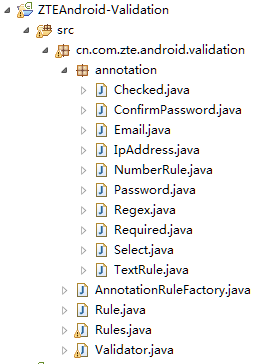 ZTEAndroid-Validation
src
cn.com.zte.android.validation
annotation
Checked.java
ConfirmPassword.java
Email.java
IpAddress.java
NumberRule.java
Password.java
Regex.java
Required.java
Select.java
TextRule.java
AnnotationRuleFactory.java
Rule.java
Rules.java
Validator.java